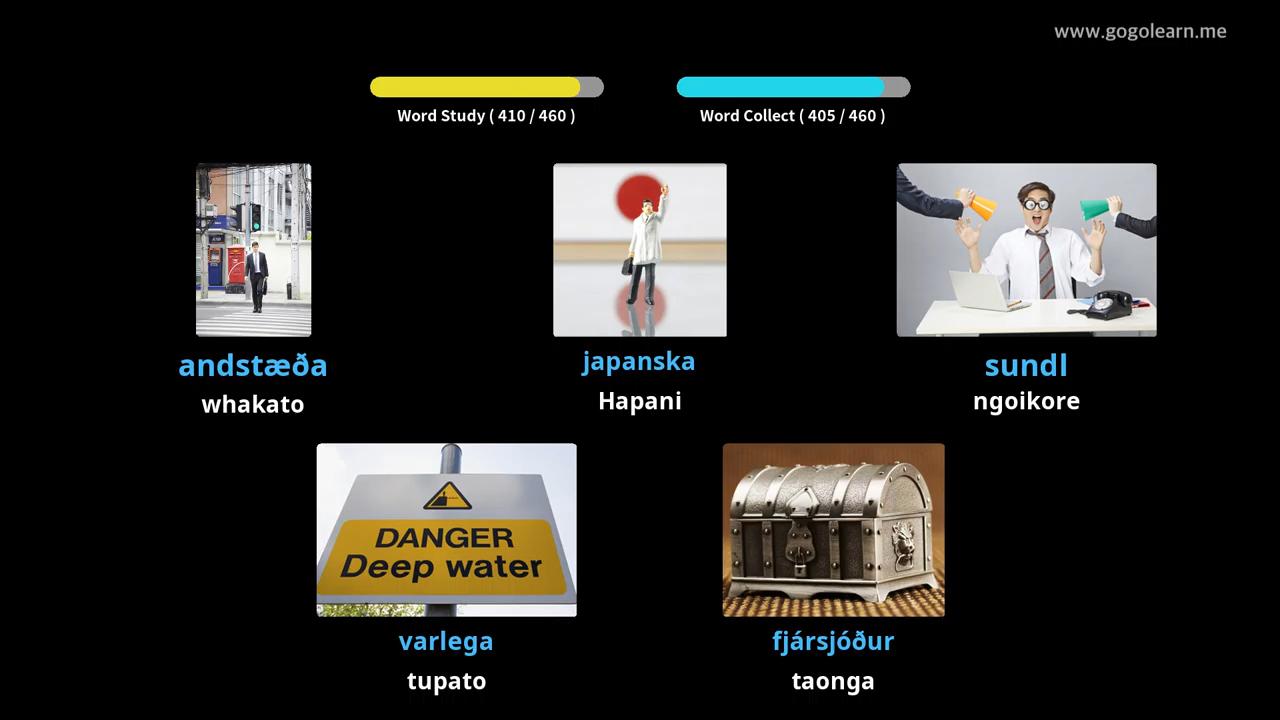 www.gogolearn.me
Word Study ( 410 / 460 )
Word Collect ( 405 / 460 )
andstæða
whakato
japanska
Hapani
sundl
ngoikore
DANGER
Deep water
varlega
tupato
fjársjóður
taonga